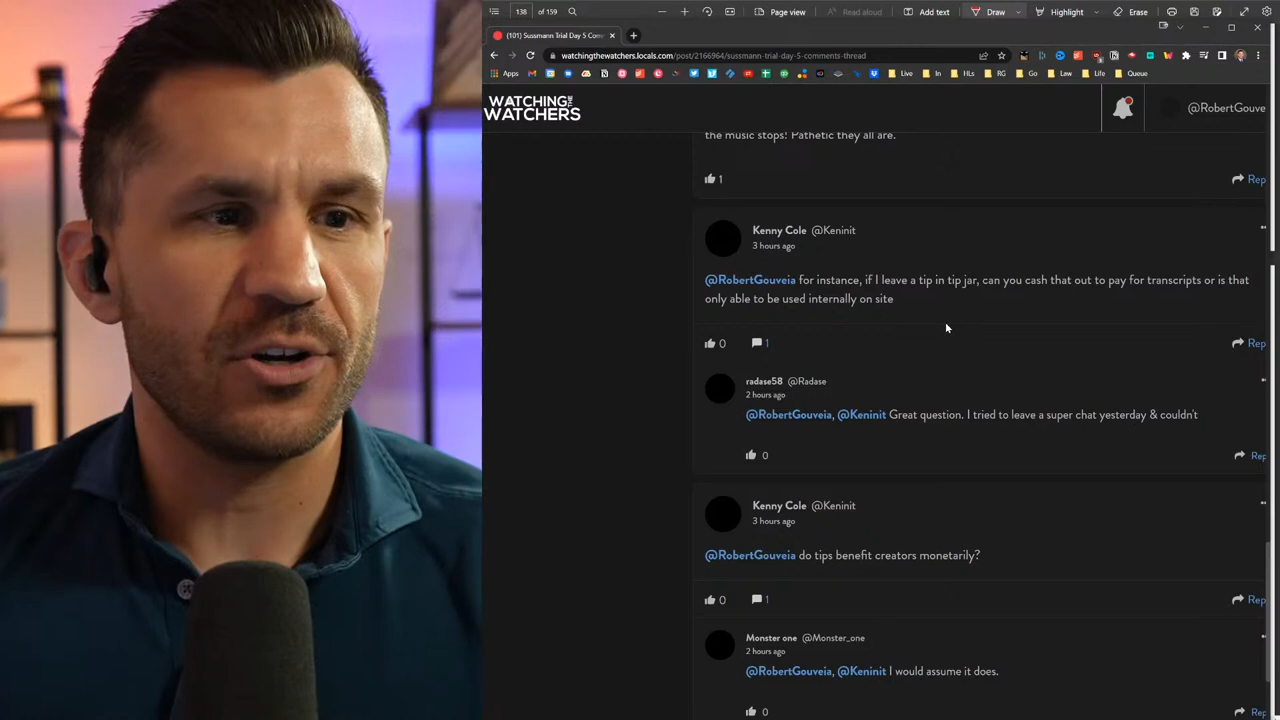 138 of 159
Page view
Read aloud
Add text
Draw
Highlight
Erase
(101) Sussmann Trial Day 5 Com
watchingthewatchers.locals.com/post/2166964/sussmann-trial-day-5-comments-thread
Apps
Live
In
HLs
RG
Go
Law
Life
Queue
WATCHING THE WATCHERS
@RobertGouve
the music stops! Pathetic they all are.
1
Rep
Kenny Cole @Keninit
3 hours ago
@RobertGouveia for instance, if I leave a tip in tip jar, can you cash that out to pay for transcripts or is that
only able to be used internally on site
0
1
Rep
radase58 @Radase
2 hours ago
@RobertGouveia, @Keninit Great question. I tried to leave a super chat yesterday & couldn't
0
Rep
Kenny Cole @Keninit
3 hours ago
@RobertGouveia do tips benefit creators monetarily?
0
1
Rep
Monster one @Monster_one
2 hours ago
@RobertGouveia, @Keninit I would assume it does.
0
Rep